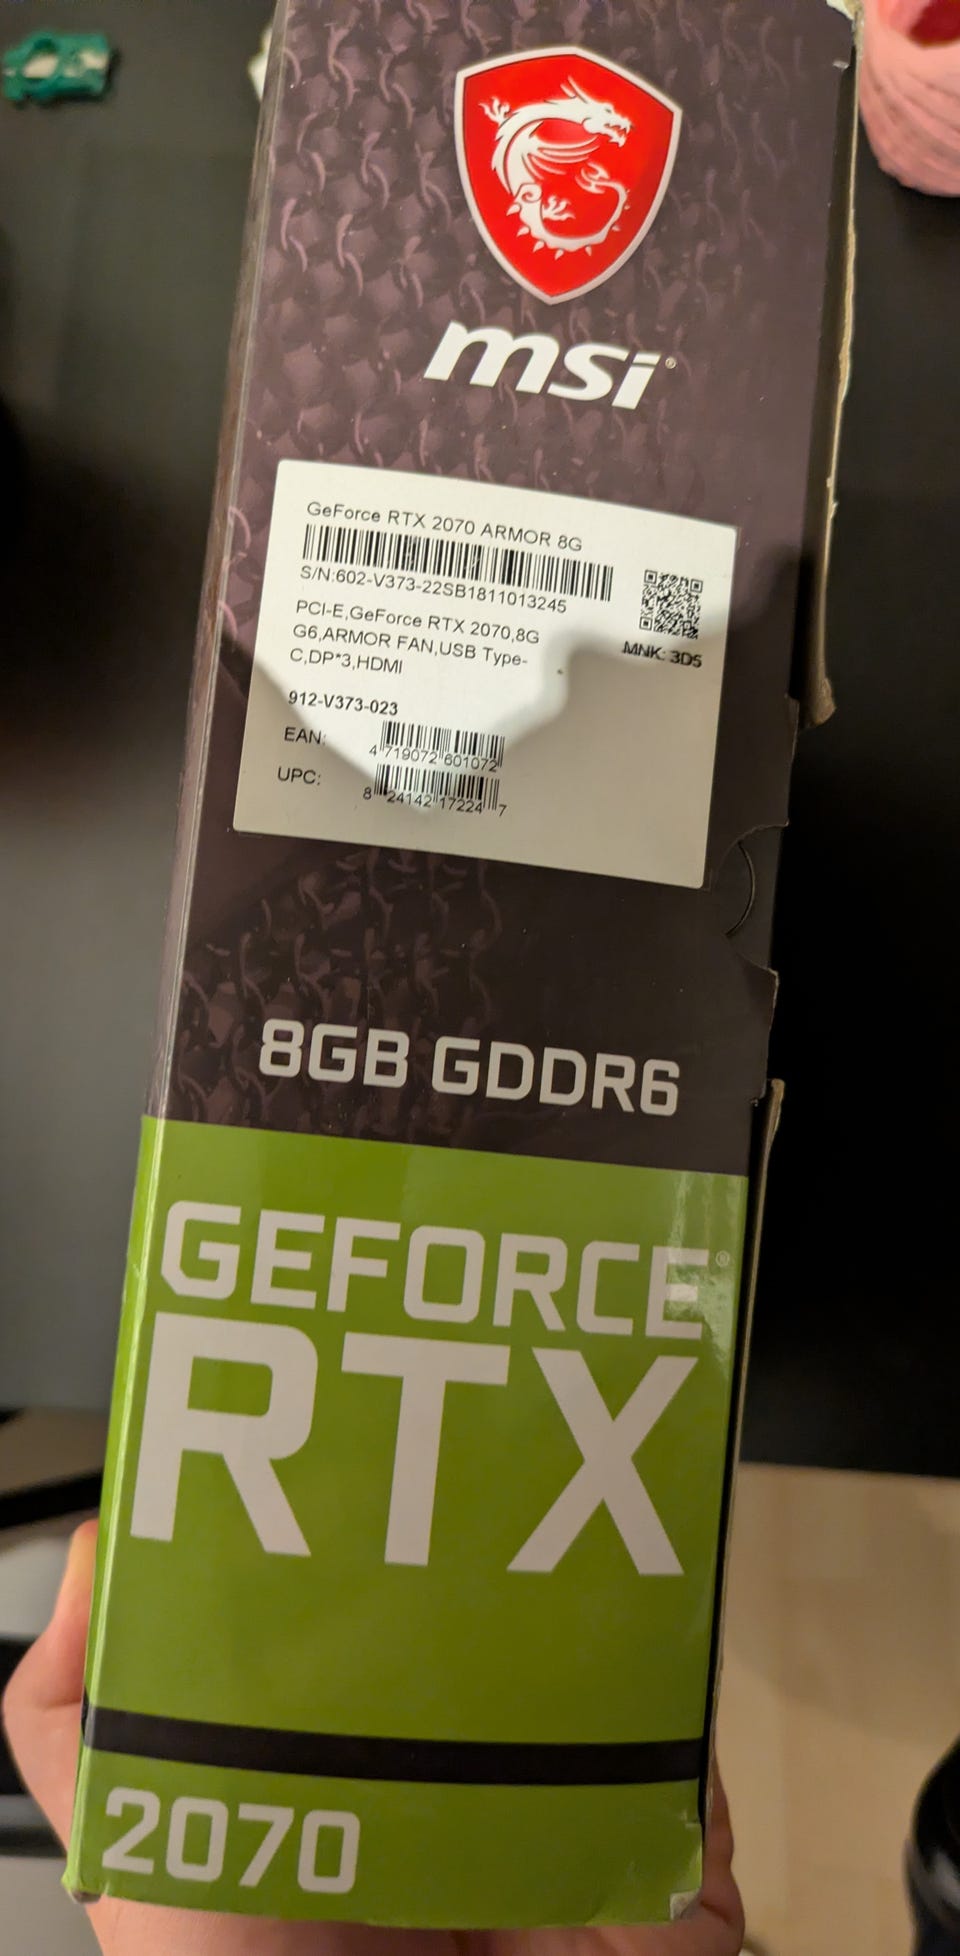 msi
GeForce RTX 2070 ARMOR 8G
S/N:602-V373-22SB1811013245
PCI-E,GeForce RTX 2070,8G
G6,ARMOR FAN,USB Type-
C,DP*3,HDMI
MNK: 3D5
912-V373-023
EAN:
4 719072 601072
UPC:
8 24142 17224 7
8GB GDDR6
GEFORCE®
RTX
2070